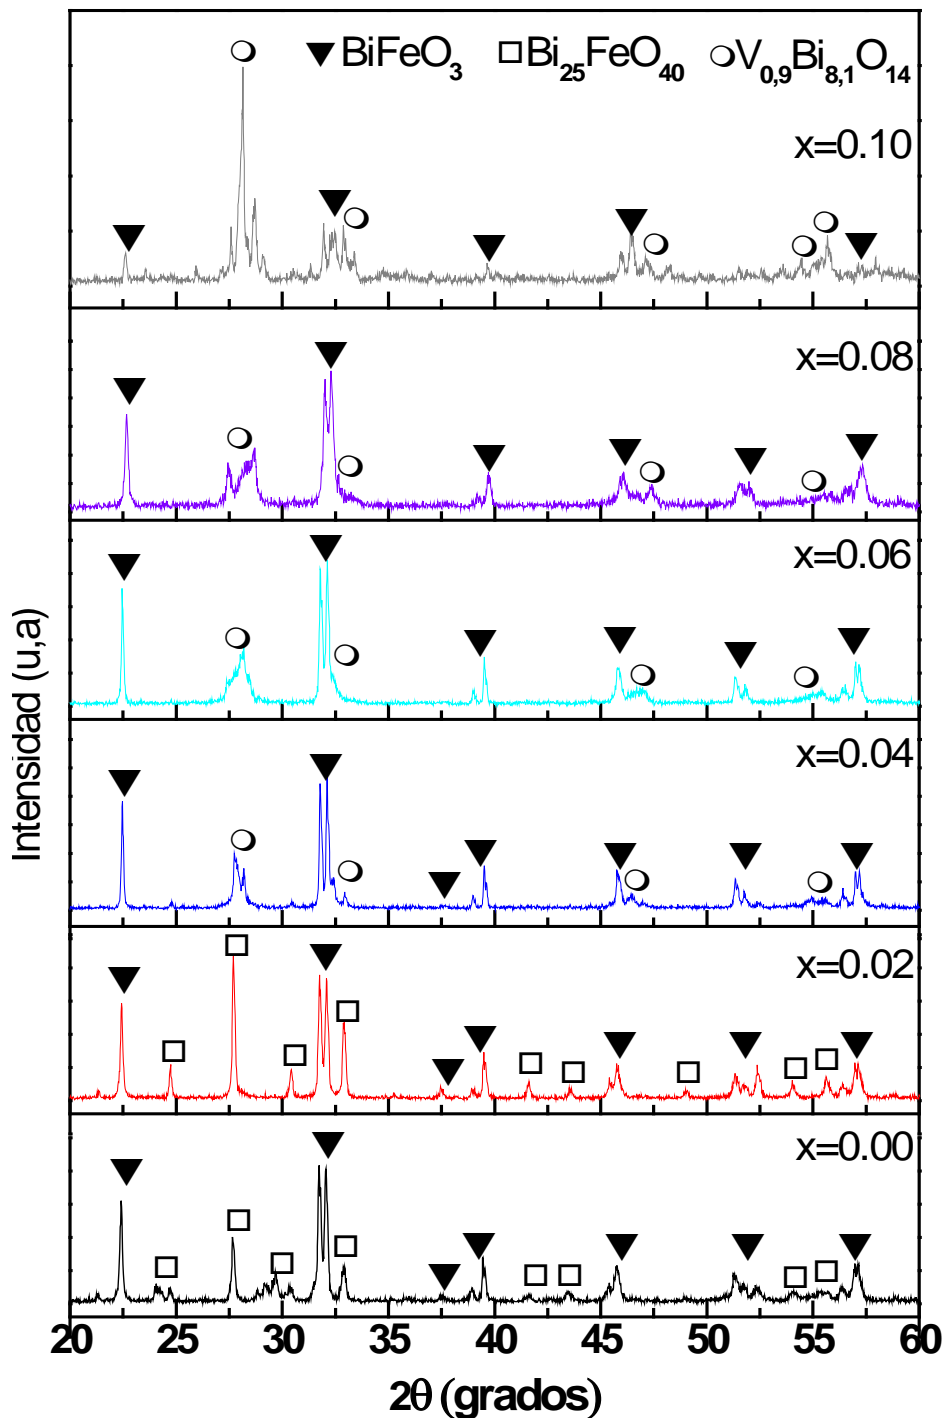 ▼BiFeO₃ □Bi₂₅FeO₄₀ ○V₀,₉Bi₈,₁O₁₄
x=0.10
x=0.08
x=0.06
x=0.04
x=0.02
x=0.00
Intensidad (u,a)
20 25 30 35 40 45 50 55 60
2θ (grados)